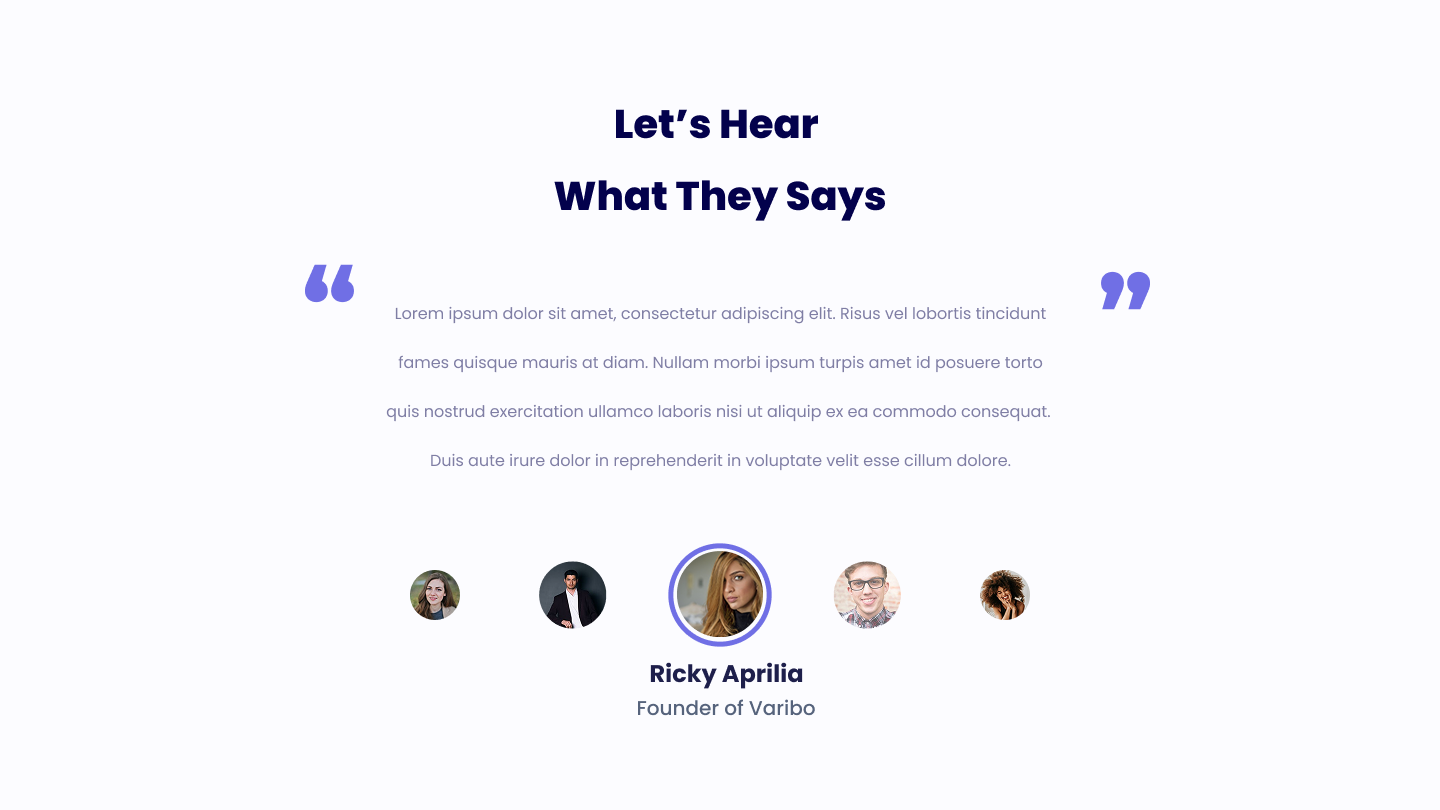 Let’s Hear
What They Says
“ ”
Lorem ipsum dolor sit amet, consectetur adipiscing elit. Risus vel lobortis tincidunt
fames quisque mauris at diam. Nullam morbi ipsum turpis amet id posuere torto
quis nostrud exercitation ullamco laboris nisi ut aliquip ex ea commodo consequat.
Duis aute irure dolor in reprehenderit in voluptate velit esse cillum dolore.
Ricky Aprilia
Founder of Varibo